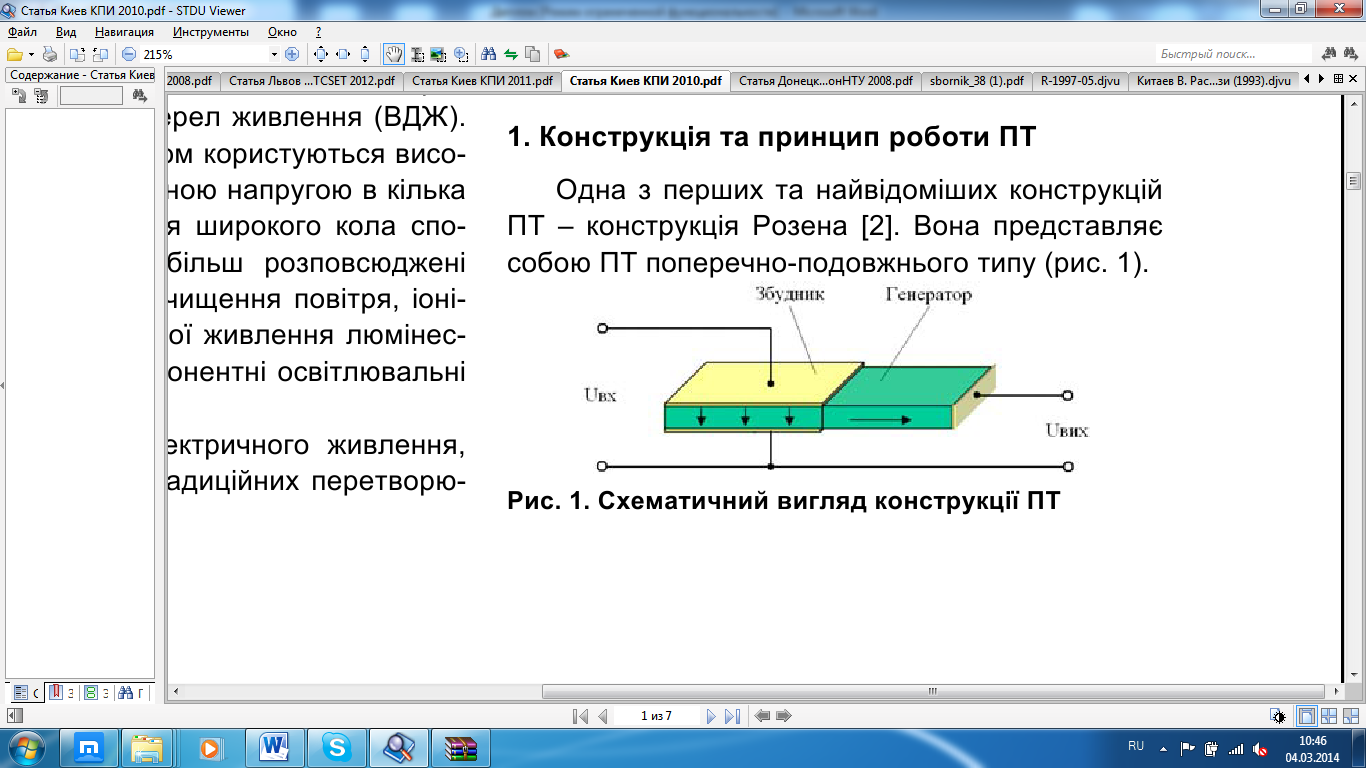 Статья Киев КПИ 2010.pdf - STDU Viewer
Файл Вид Навигация Инструменты Окно ?
215%
Быстрый поиск...
Содержание - Статья Киев
2008.pdf
Статья Львов ...TCSET 2012.pdf
Статья Киев КПИ 2011.pdf
Статья Киев КПИ 2010.pdf
Статья Донецк...онНТУ 2008.pdf
sbornik_38 (1).pdf
R-1997-05.djvu
Китаев В. Рас...зи (1993).djvu
ерел живлення (ВДЖ).
ом користуються висо-
ною напругою в кілька
я широкого кола спо-
більш розповсюджені
чищення повітря, іоні-
ої живлення люмінес-
онентні освітлювальні
ектричного живлення,
адиційних перетворю-
1. Конструкція та принцип роботи ПТ
Одна з перших та найвідоміших конструкцій
ПТ – конструкція Розена [2]. Вона представляє
собою ПТ поперечно-подовжнього типу (рис. 1).
Збудник Генератор
Uвх
Uвих
Рис. 1. Схематичний вигляд конструкції ПТ
1 из 7
RU
10:46
04.03.2014